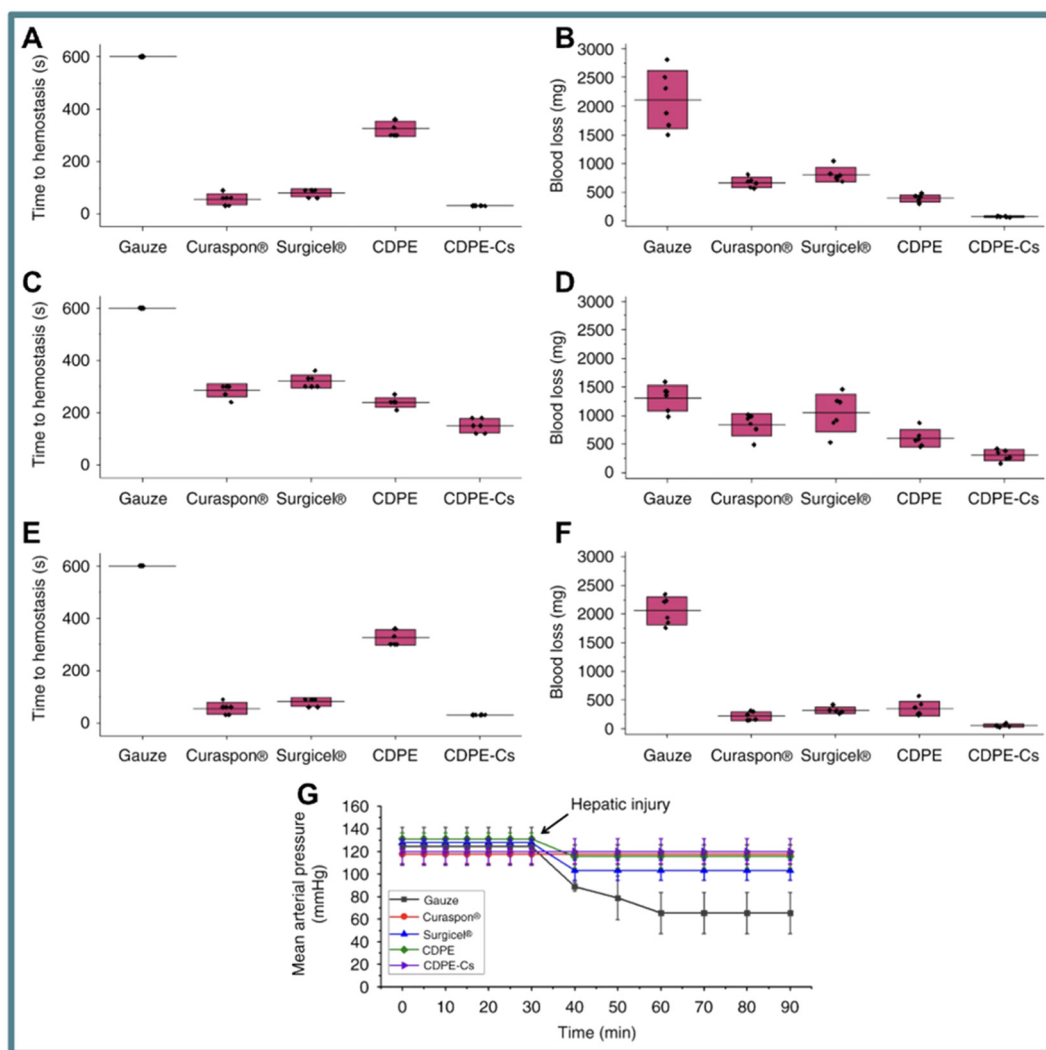 A
Time to hemostasis (s)
600
400
200
0
Gauze Curaspon® Surgicel® CDPE CDPE-Cs
B
Blood loss (mg)
3000
2500
2000
1500
1000
500
0
Gauze Curaspon® Surgicel® CDPE CDPE-Cs
C
Time to hemostasis (s)
600
400
200
0
Gauze Curaspon® Surgicel® CDPE CDPE-Cs
D
Blood loss (mg)
3000
2500
2000
1500
1000
500
0
Gauze Curaspon® Surgicel® CDPE CDPE-Cs
E
Time to hemostasis (s)
600
400
200
0
Gauze Curaspon® Surgicel® CDPE CDPE-Cs
F
Blood loss (mg)
3000
2500
2000
1500
1000
500
0
Gauze Curaspon® Surgicel® CDPE CDPE-Cs
G
Mean arterial pressure
(mmHg)
160
140
120
100
80
60
40
20
0
Hepatic injury
Gauze
Curaspon®
Surgicel®
CDPE
CDPE-Cs
0 10 20 30 40 50 60 70 80 90
Time (min)